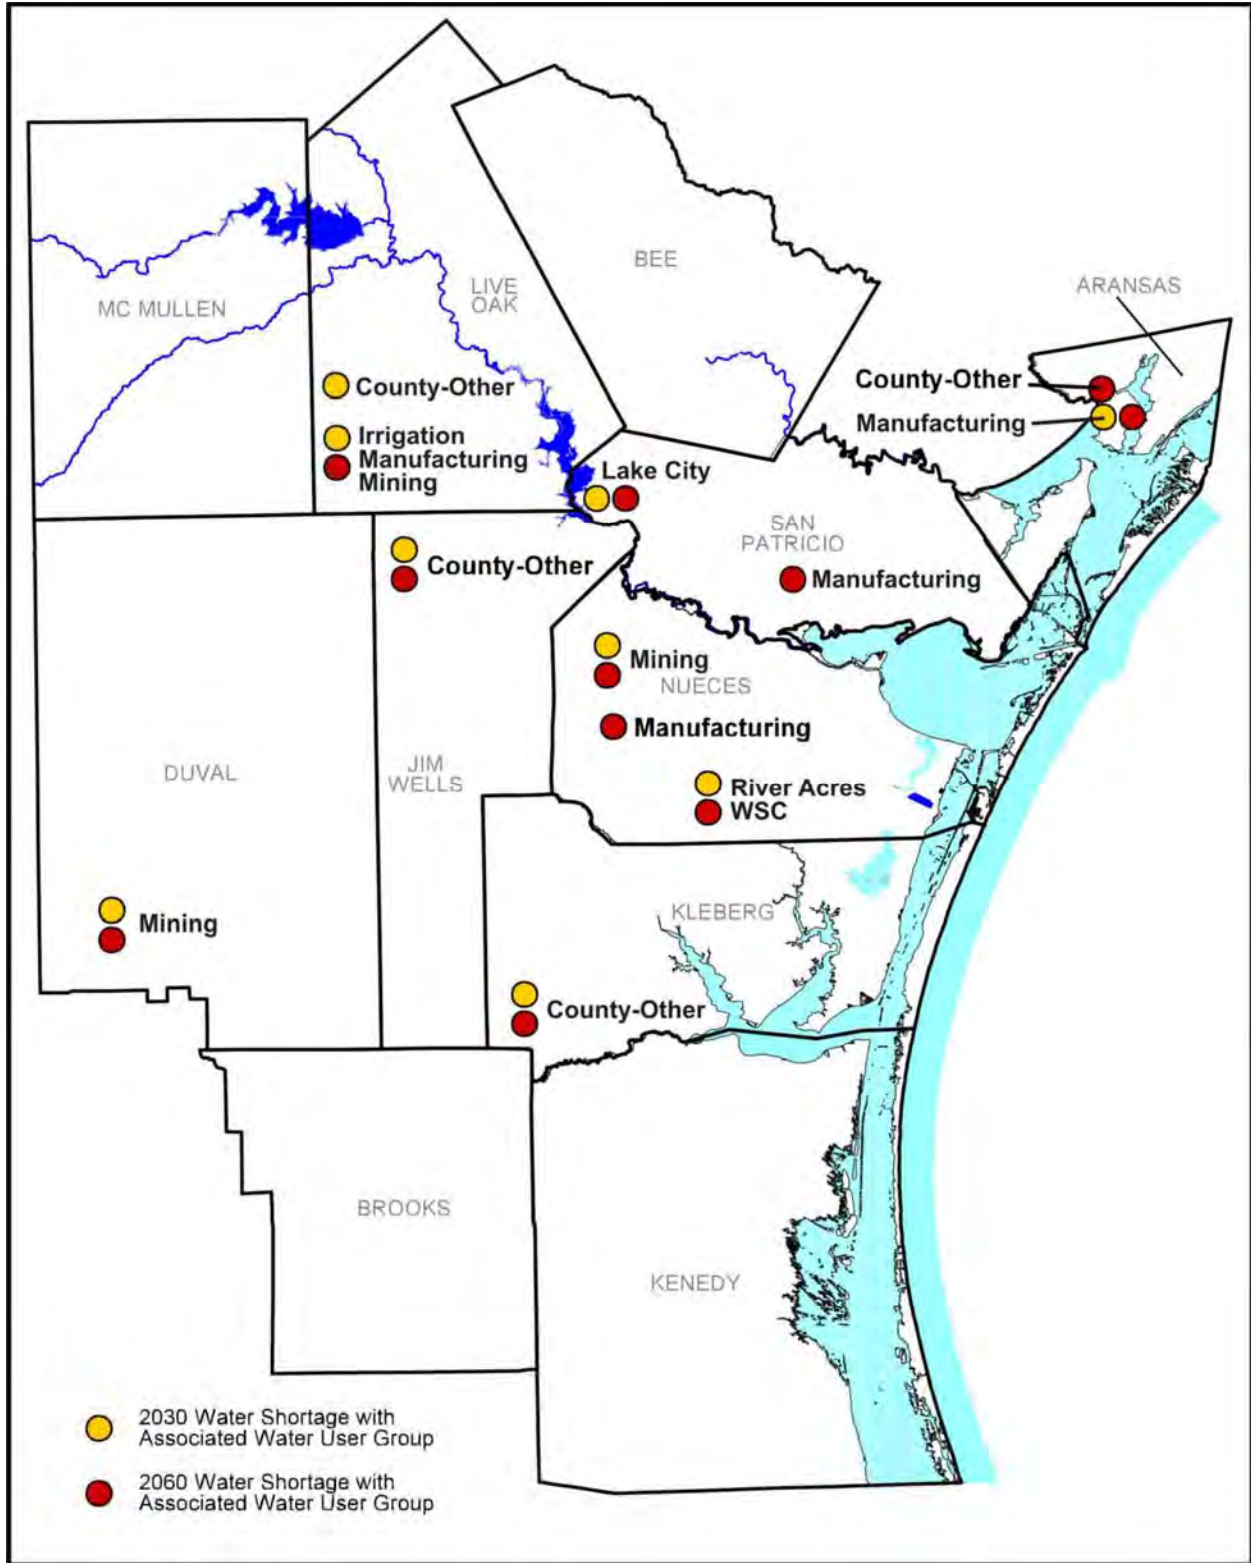 BEE
LIVE
OAK
MC MULLEN
ARANSAS
County-Other
Manufacturing
County-Other
Irrigation
Manufacturing
Mining
Lake City
SAN
PATRICIO
Manufacturing
County-Other
Mining
NUECES
Manufacturing
River Acres
WSC
DUVAL
JIM
WELLS
Mining
KLEBERG
County-Other
BROOKS
KENEDY
2030 Water Shortage with
Associated Water User Group
2060 Water Shortage with
Associated Water User Group